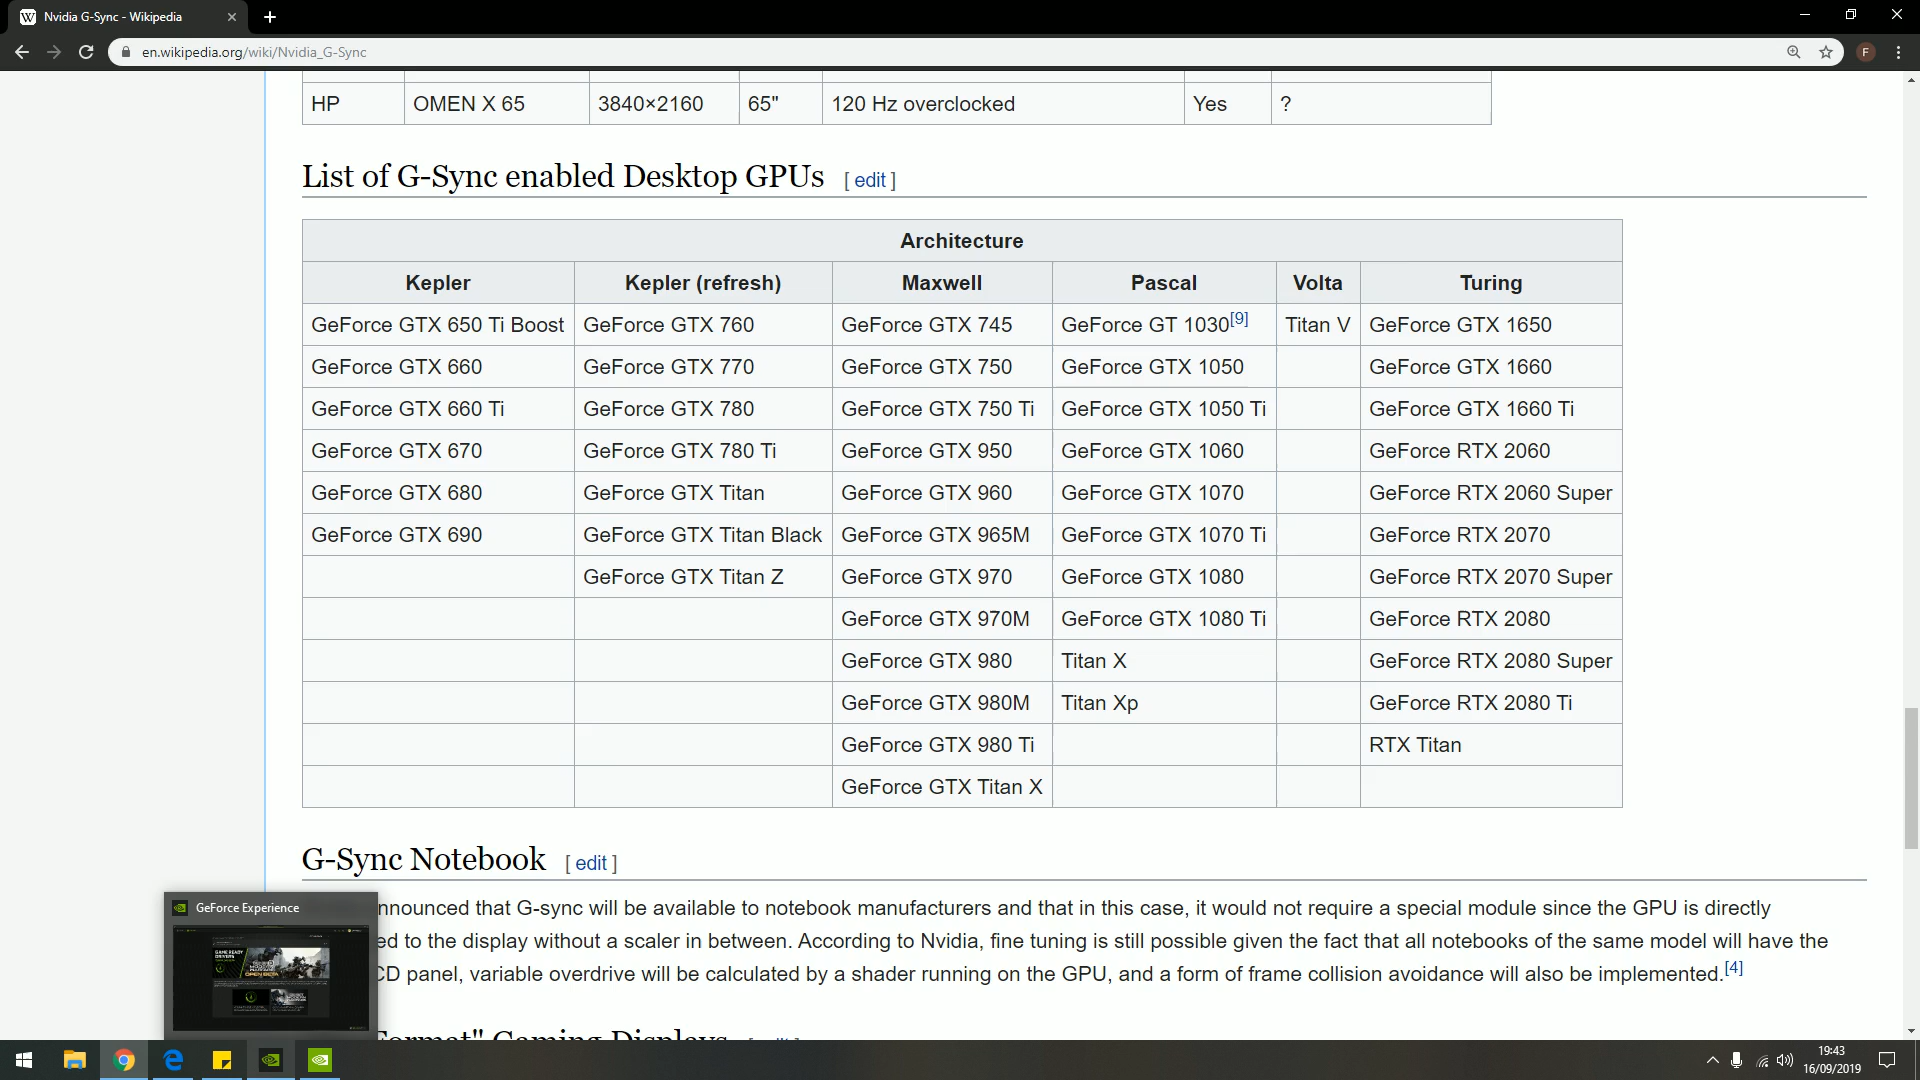 Nvidia G-Sync - Wikipedia
en.wikipedia.org/wiki/Nvidia_G-Sync
F
HP OMEN X 65 3840×2160 65" 120 Hz overclocked Yes ?
List of G-Sync enabled Desktop GPUs [ edit ]
Architecture
Kepler Kepler (refresh) Maxwell Pascal Volta Turing
GeForce GTX 650 Ti Boost GeForce GTX 760 GeForce GTX 745 GeForce GT 1030[9] Titan V GeForce GTX 1650
GeForce GTX 660 GeForce GTX 770 GeForce GTX 750 GeForce GTX 1050 GeForce GTX 1660
GeForce GTX 660 Ti GeForce GTX 780 GeForce GTX 750 Ti GeForce GTX 1050 Ti GeForce GTX 1660 Ti
GeForce GTX 670 GeForce GTX 780 Ti GeForce GTX 950 GeForce GTX 1060 GeForce RTX 2060
GeForce GTX 680 GeForce GTX Titan GeForce GTX 960 GeForce GTX 1070 GeForce RTX 2060 Super
GeForce GTX 690 GeForce GTX Titan Black GeForce GTX 965M GeForce GTX 1070 Ti GeForce RTX 2070
GeForce GTX Titan Z GeForce GTX 970 GeForce GTX 1080 GeForce RTX 2070 Super
GeForce GTX 970M GeForce GTX 1080 Ti GeForce RTX 2080
GeForce GTX 980 Titan X GeForce RTX 2080 Super
GeForce GTX 980M Titan Xp GeForce RTX 2080 Ti
GeForce GTX 980 Ti RTX Titan
GeForce GTX Titan X
G-Sync Notebook [ edit ]
GeForce Experience
nnounced that G-sync will be available to notebook manufacturers and that in this case, it would not require a special module since the GPU is directly
ed to the display without a scaler in between. According to Nvidia, fine tuning is still possible given the fact that all notebooks of the same model will have the
CD panel, variable overdrive will be calculated by a shader running on the GPU, and a form of frame collision avoidance will also be implemented.[4]
Format" Gaming Displays
19:43
16/09/2019